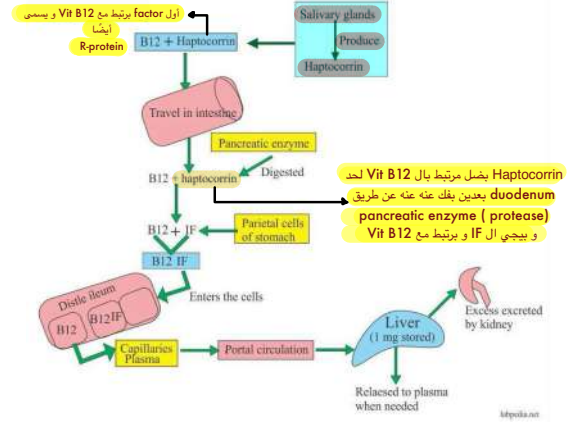 أول factor يرتبط مع Vit B12 و يسمى
أيضًا
R-protein
Salivary glands
Produce
Haptocorrin
B12 + Haptocorrin
Travel in intestine
Pancreatic enzyme
Digested
B12 + haptocorrin
Haptocorrin بضل مرتبط بال Vit B12 لحد
duodenum بعدين بفك عنه عنه عن طريق
pancreatic enzyme ( protease)
و بيجي ال IF و برتبط مع Vit B12
B12 + IF
Parietal cells
of stomach
B12 IF
Enters the cells
Distle ileum
B12
B12IF
Capillaries
Plasma
Portal circulation
Liver
(1 mg stored)
Excess excreted
by kidney
Relaesed to plasma
when needed
labpedia.net